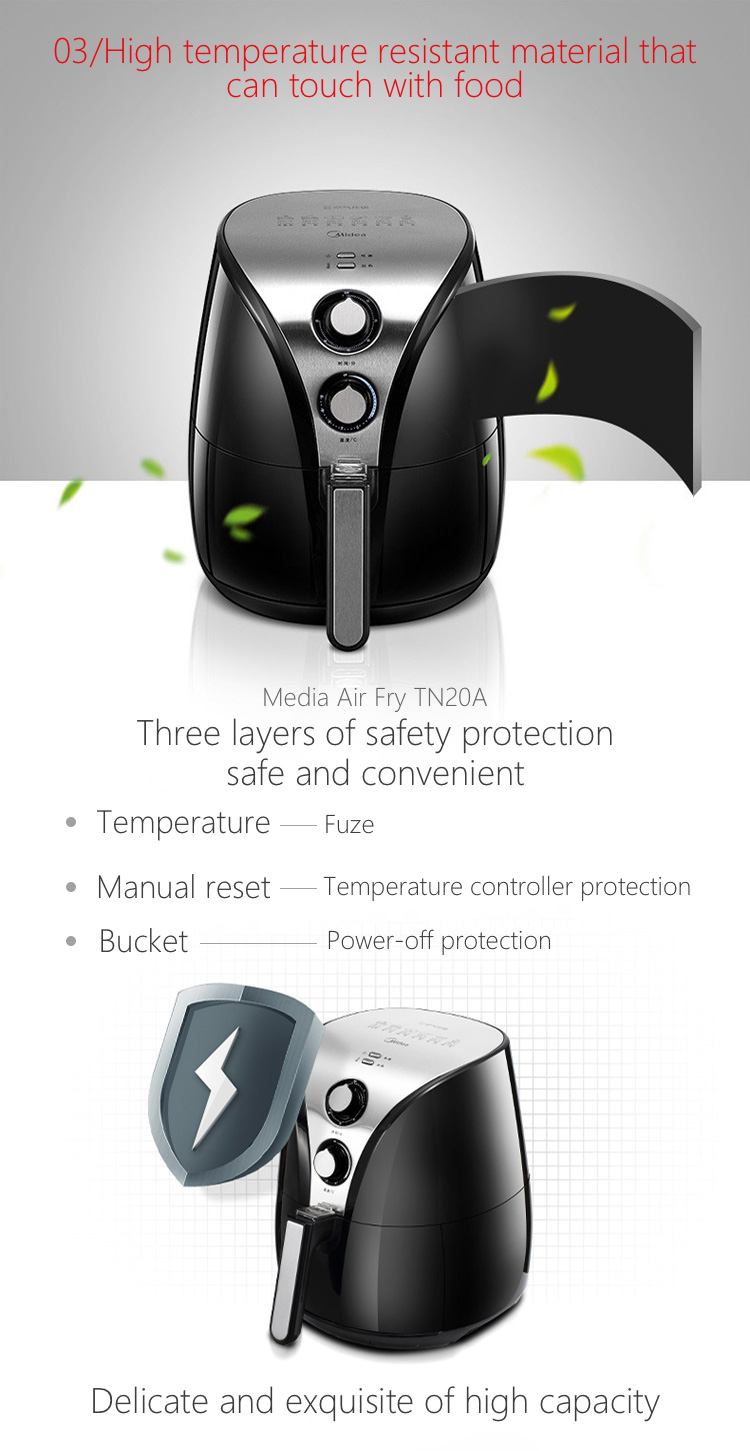 03/High temperature resistant material that
can touch with food
Midea
Media Air Fry TN20A
Three layers of safety protection
safe and convenient
Temperature — Fuze
Manual reset — Temperature controller protection
Bucket — Power-off protection
Midea
Delicate and exquisite of high capacity